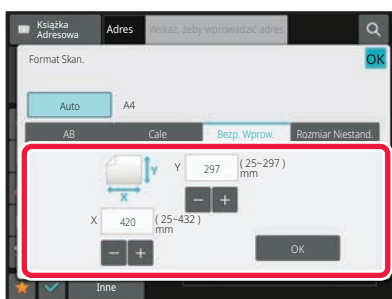 Książka
Adresowa
Adres
Wskaż, żeby wprowadzić adres
Format Skan.
OK
Auto
A4
AB
Cale
Bezp. Wprow.
Rozmiar Niestand.
Y
Y
297
( 25~297 )
mm
X
X
420
( 25~432 )
mm
OK
Inne